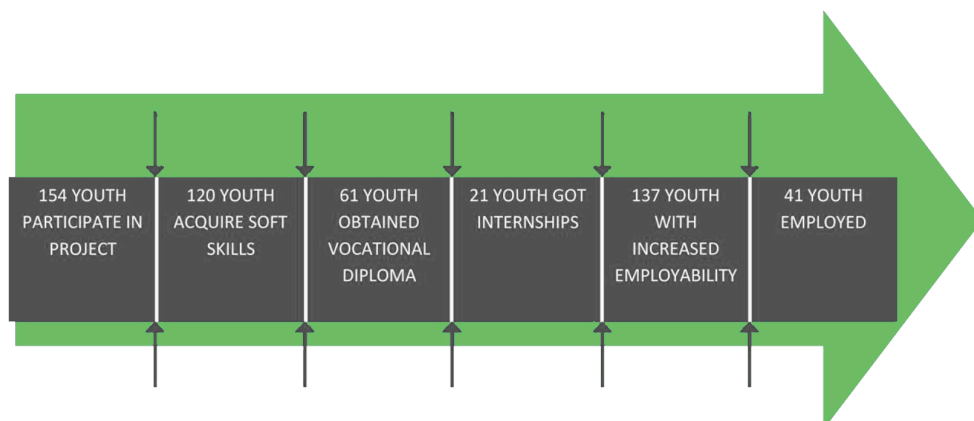 154 YOUTH
PARTICIPATE IN
PROJECT
120 YOUTH
ACQUIRE SOFT
SKILLS
61 YOUTH
OBTAINED
VOCATIONAL
DIPLOMA
21 YOUTH GOT
INTERNSHIPS
137 YOUTH
WITH
INCREASED
EMPLOYABILITY
41 YOUTH
EMPLOYED